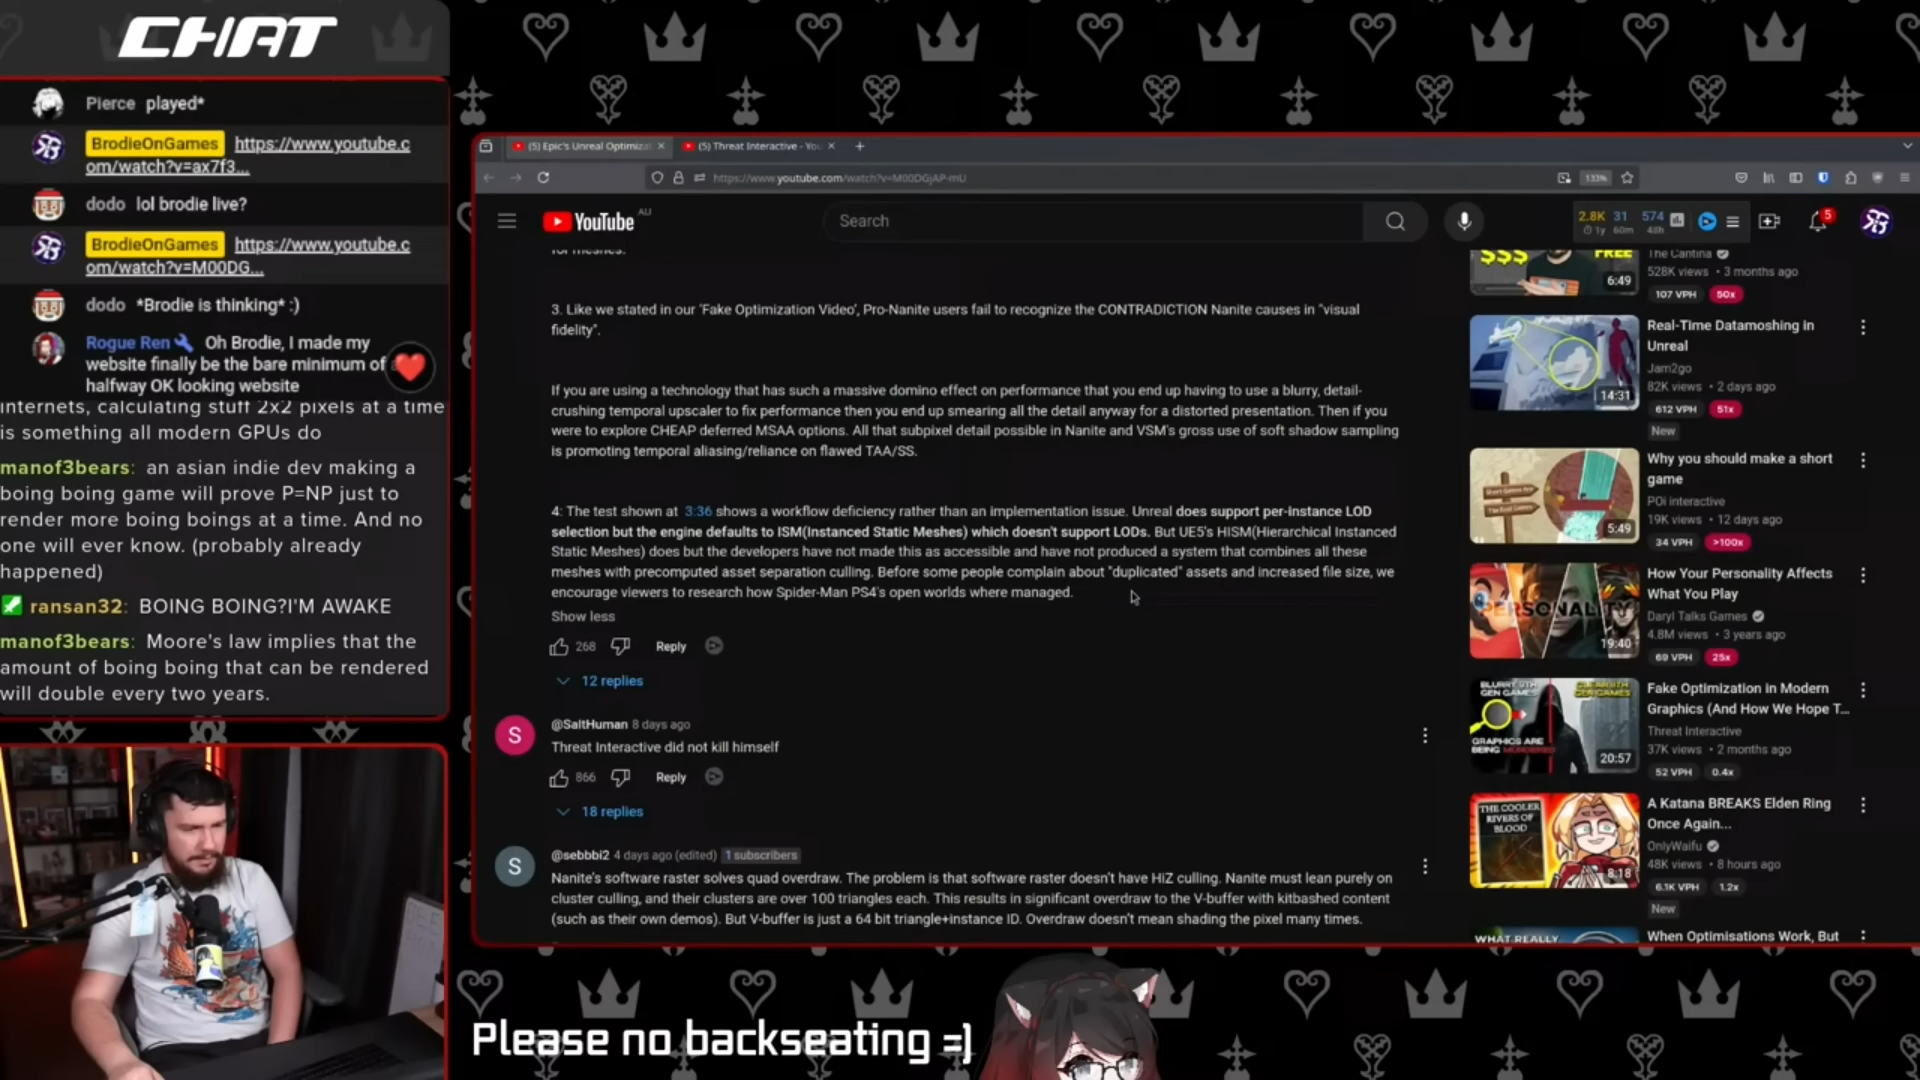 CHAT
Pierce played*
BrodieOnGames https://www.youtube.c
om/watch?v=ax7f3...
dodo lol brodie live?
BrodieOnGames https://www.youtube.c
om/watch?v=M00DG...
dodo *Brodie is thinking* :)
Rogue Ren Oh Brodie, I made my
website finally be the bare minimum of
halfway OK looking website
internets, calculating stuff 2x2 pixels at a time
is something all modern GPUs do
manof3bears: an asian indie dev making a
boing boing game will prove P=NP just to
render more boing boings at a time. And no
one will ever know. (probably already
happened)
ransan32: BOING BOING?I'M AWAKE
manof3bears: Moore's law implies that the
amount of boing boing that can be rendered
will double every two years.
(5) Epic's Unreal Optimizat
(5) Threat Interactive - You
https://www.youtube.com/watch?v=M00DGjAP-mU
133%
YouTube AU
Search
2.8K 31 574
1y 60m 48h
5
for meshes.
3. Like we stated in our 'Fake Optimization Video', Pro-Nanite users fail to recognize the CONTRADICTION Nanite causes in "visual
fidelity".
If you are using a technology that has such a massive domino effect on performance that you end up having to use a blurry, detail-
crushing temporal upscaler to fix performance then you end up smearing all the detail anyway for a distorted presentation. Then if you
were to explore CHEAP deferred MSAA options. All that subpixel detail possible in Nanite and VSM's gross use of soft shadow sampling
is promoting temporal aliasing/reliance on flawed TAA/SS.
4: The test shown at 3:36 shows a workflow deficiency rather than an implementation issue. Unreal does support per-instance LOD
selection but the engine defaults to ISM(Instanced Static Meshes) which doesn't support LODs. But UE5's HISM(Hierarchical Instanced
Static Meshes) does but the developers have not made this as accessible and have not produced a system that combines all these
meshes with precomputed asset separation culling. Before some people complain about "duplicated" assets and increased file size, we
encourage viewers to research how Spider-Man PS4's open worlds where managed.
Show less
268 Reply
12 replies
S
@SaltHuman 8 days ago
Threat Interactive did not kill himself
866 Reply
18 replies
S
@sebbbi2 4 days ago (edited) 1 subscribers
Nanite's software raster solves quad overdraw. The problem is that software raster doesn't have HiZ culling. Nanite must lean purely on
cluster culling, and their clusters are over 100 triangles each. This results in significant overdraw to the V-buffer with kitbashed content
(such as their own demos). But V-buffer is just a 64 bit triangle+instance ID. Overdraw doesn't mean shading the pixel many times.
$$$ FREE
6:49
The Cantina
528K views • 3 months ago
107 VPH 50x
14:31
Real-Time Datamoshing in
Unreal
Jam2go
82K views • 2 days ago
612 VPH 51x
New
5:49
Why you should make a short
game
POi interactive
19K views • 12 days ago
34 VPH >100x
PERSONALITY
19:40
How Your Personality Affects
What You Play
Daryl Talks Games
4.8M views • 3 years ago
69 VPH 25x
GRAPHICS ARE
BEING MURDERED
20:57
Fake Optimization in Modern
Graphics (And How We Hope T...
Threat Interactive
37K views • 2 months ago
52 VPH 0.4x
THE COOLER
RIVERS OF
BLOOD
8:18
A Katana BREAKS Elden Ring
Once Again...
OnlyWaifu
48K views • 8 hours ago
6.1K VPH 1.2x
New
WHAT REALLY
When Optimisations Work, But
Please no backseating =)